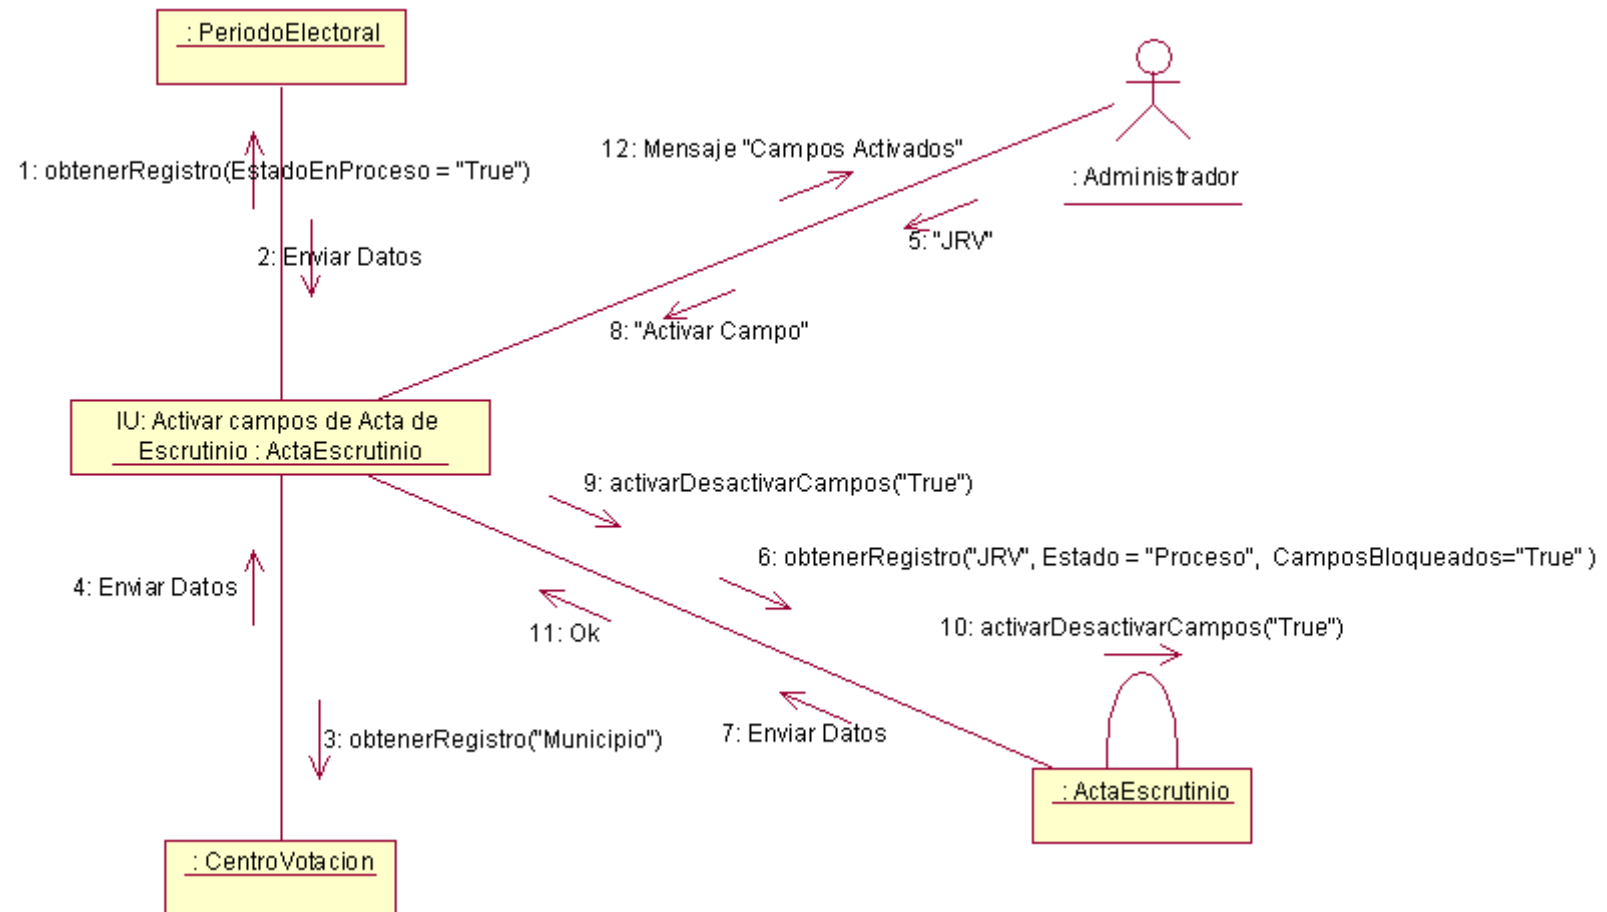 : PeriodoElectoral
12: Mensaje "Campos Activados"
1: obtenerRegistro(EstadoEnProceso = "True")
: Administrador
5: "JRV"
2: Enviar Datos
8: "Activar Campo"
IU: Activar campos de Acta de
Escrutinio : ActaEscrutinio
9: activarDesactivarCampos("True")
6: obtenerRegistro("JRV", Estado = "Proceso", CamposBloqueados="True" )
4: Enviar Datos
11: Ok
10: activarDesactivarCampos("True")
7: Enviar Datos
3: obtenerRegistro("Municipio")
: ActaEscrutinio
: CentroVotacion